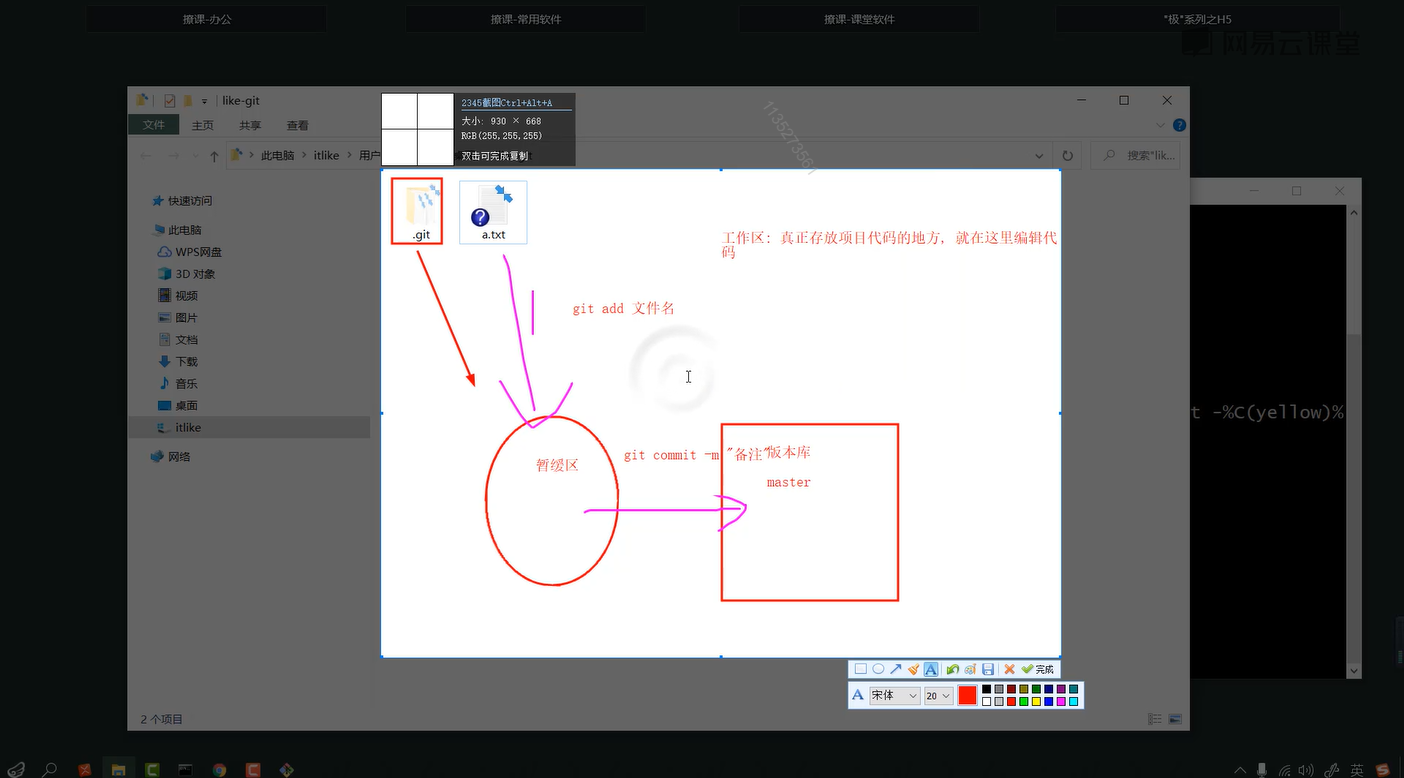 撩课-办公
撩课-常用软件
撩课-课堂软件
"极"系列之H5
网易云课堂
like-git
2345截图Ctrl+Alt+A
大小: 930 × 668
RGB(255,255,255)
双击可完成复制
1135273561
文件
主页
共享
查看
此电脑
itlike
用户
搜索"lik...
快速访问
此电脑
WPS网盘
3D 对象
视频
图片
文档
下载
音乐
桌面
itlike
网络
.git
a.txt
工作区: 真正存放项目代码的地方, 就在这里编辑代
码
git add 文件名
t -%C(yellow)%
暂缓区
git commit -m "备注"
版本库
master
完成
A
宋体
20
2 个项目
英